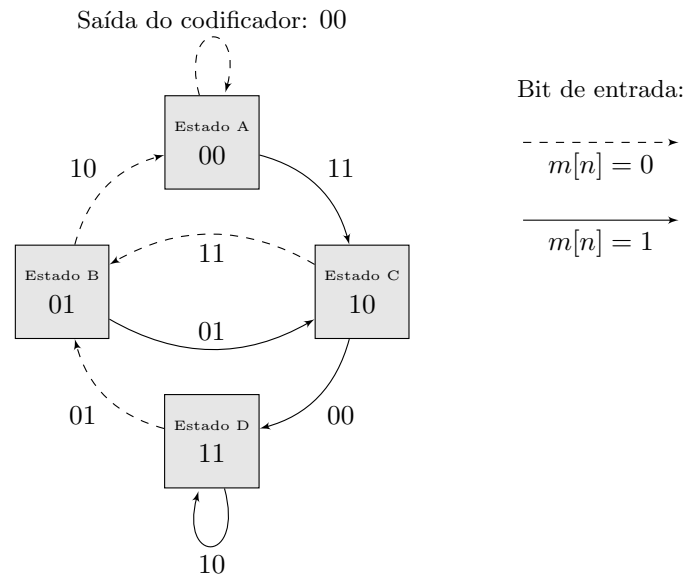 Saída do codificador: 00
Bit de entrada:
Estado A
00
m[n] = 0
10
11
m[n] = 1
11
Estado B
01
Estado C
10
01
01
00
Estado D
11
10